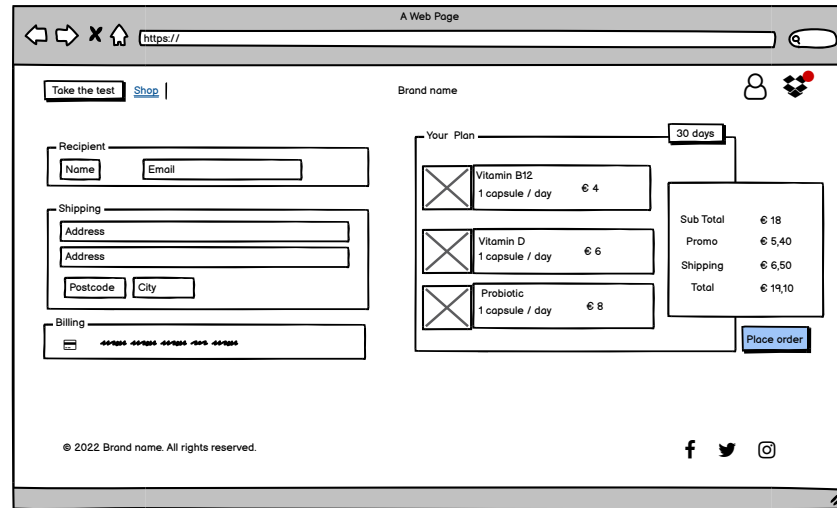 A Web Page
https://
Take the test
Shop
Brand name
Recipient
Name
Email
Shipping
Address
Address
Postcode
City
Billing
Your Plan
30 days
Vitamin B12
1 capsule / day
€ 4
Vitamin D
1 capsule / day
€ 6
Probiotic
1 capsule / day
€ 8
Sub Total € 18
Promo € 5,40
Shipping € 6,50
Total € 19,10
Place order
© 2022 Brand name. All rights reserved.